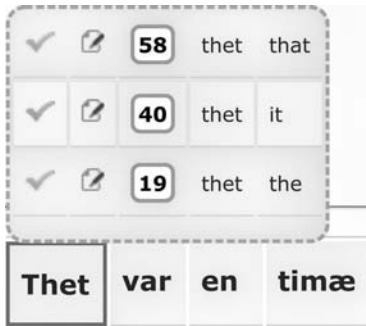 58 thet that
40 thet it
19 thet the
Thet var en timæ